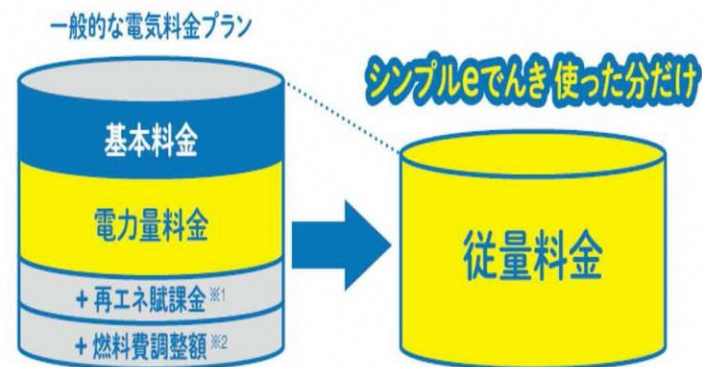 一般的な電気料金プラン
シンプルeでんき 使った分だけ
基本料金
電力量料金
+ 再エネ賦課金※1
+ 燃料費調整額※2
従量料金